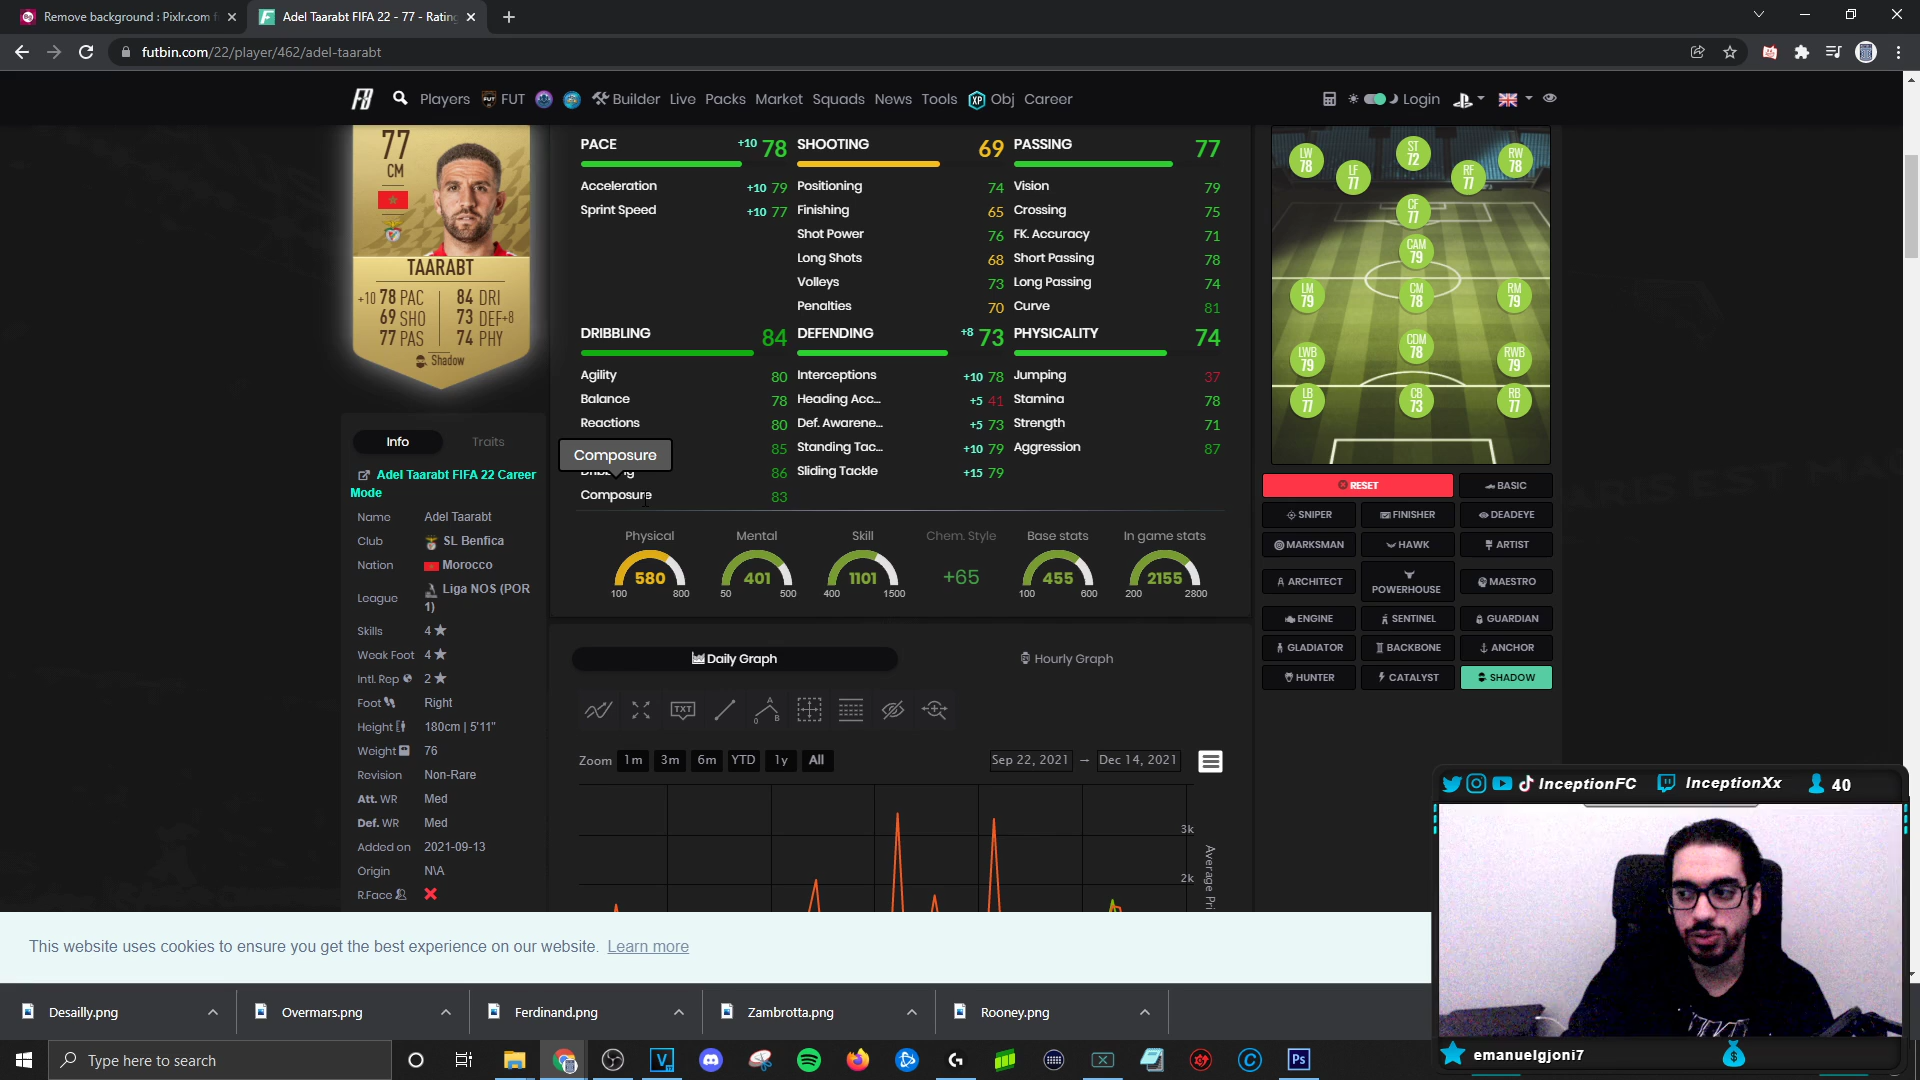 Remove background : Pixlr.com f
Adel Taarabt FIFA 22 - 77 - Rating
futbin.com/22/player/462/adel-taarabt
Players FUT Builder Live Packs Market Squads News Tools XP Obj Career Login
77
CM
TAARABT
+10 78 PAC 84 DRI
69 SHO 73 DEF+8
77 PAS 74 PHY
Shadow
PACE +10 78 SHOOTING 69 PASSING 77
Acceleration +10 79 Positioning 74 Vision 79
Sprint Speed +10 77 Finishing 65 Crossing 75
Shot Power 76 FK. Accuracy 71
Long Shots 68 Short Passing 78
Volleys 73 Long Passing 74
Penalties 70 Curve 81
DRIBBLING 84 DEFENDING +8 73 PHYSICALITY 74
Agility 80 Interceptions +10 78 Jumping 37
Balance 78 Heading Acc... +5 41 Stamina 78
Reactions 80 Def. Awarene... +5 73 Strength 71
Composure
85 Standing Tac... +10 79 Aggression 87
Dribbling 86 Sliding Tackle +15 79
Composure 83
Physical Mental Skill Chem. Style Base stats In game stats
580 401 1101 +65 455 2155
100 800 50 500 400 1500 100 600 200 2800
LW 78
ST 72
RW 78
LF 77
RF 77
CF 77
CAM 79
LM 79
CM 78
RM 79
CDM 78
LWB 79
RWB 79
LB 77
CB 73
RB 77
RESET BASIC
SNIPER FINISHER DEADEYE
MARKSMAN HAWK ARTIST
ARCHITECT POWERHOUSE MAESTRO
ENGINE SENTINEL GUARDIAN
GLADIATOR BACKBONE ANCHOR
HUNTER CATALYST SHADOW
Info Traits
Adel Taarabt FIFA 22 Career
Mode
Name Adel Taarabt
Club SL Benfica
Nation Morocco
League Liga NOS (POR
1)
Skills 4
Weak Foot 4
Intl. Rep 2
Foot Right
Height 180cm | 5'11"
Weight 76
Revision Non-Rare
Att. WR Med
Def. WR Med
Added on 2021-09-13
Origin N\A
R.Face
Daily Graph Hourly Graph
TXT
A
0 B
Zoom 1m 3m 6m YTD 1y All Sep 22, 2021 → Dec 14, 2021
3k
2k
Average Pri
InceptionFC InceptionXx 40
emanuelgjoni7
This website uses cookies to ensure you get the best experience on our website. Learn more
Desailly.png Overmars.png Ferdinand.png Zambrotta.png Rooney.png
Type here to search
Ps